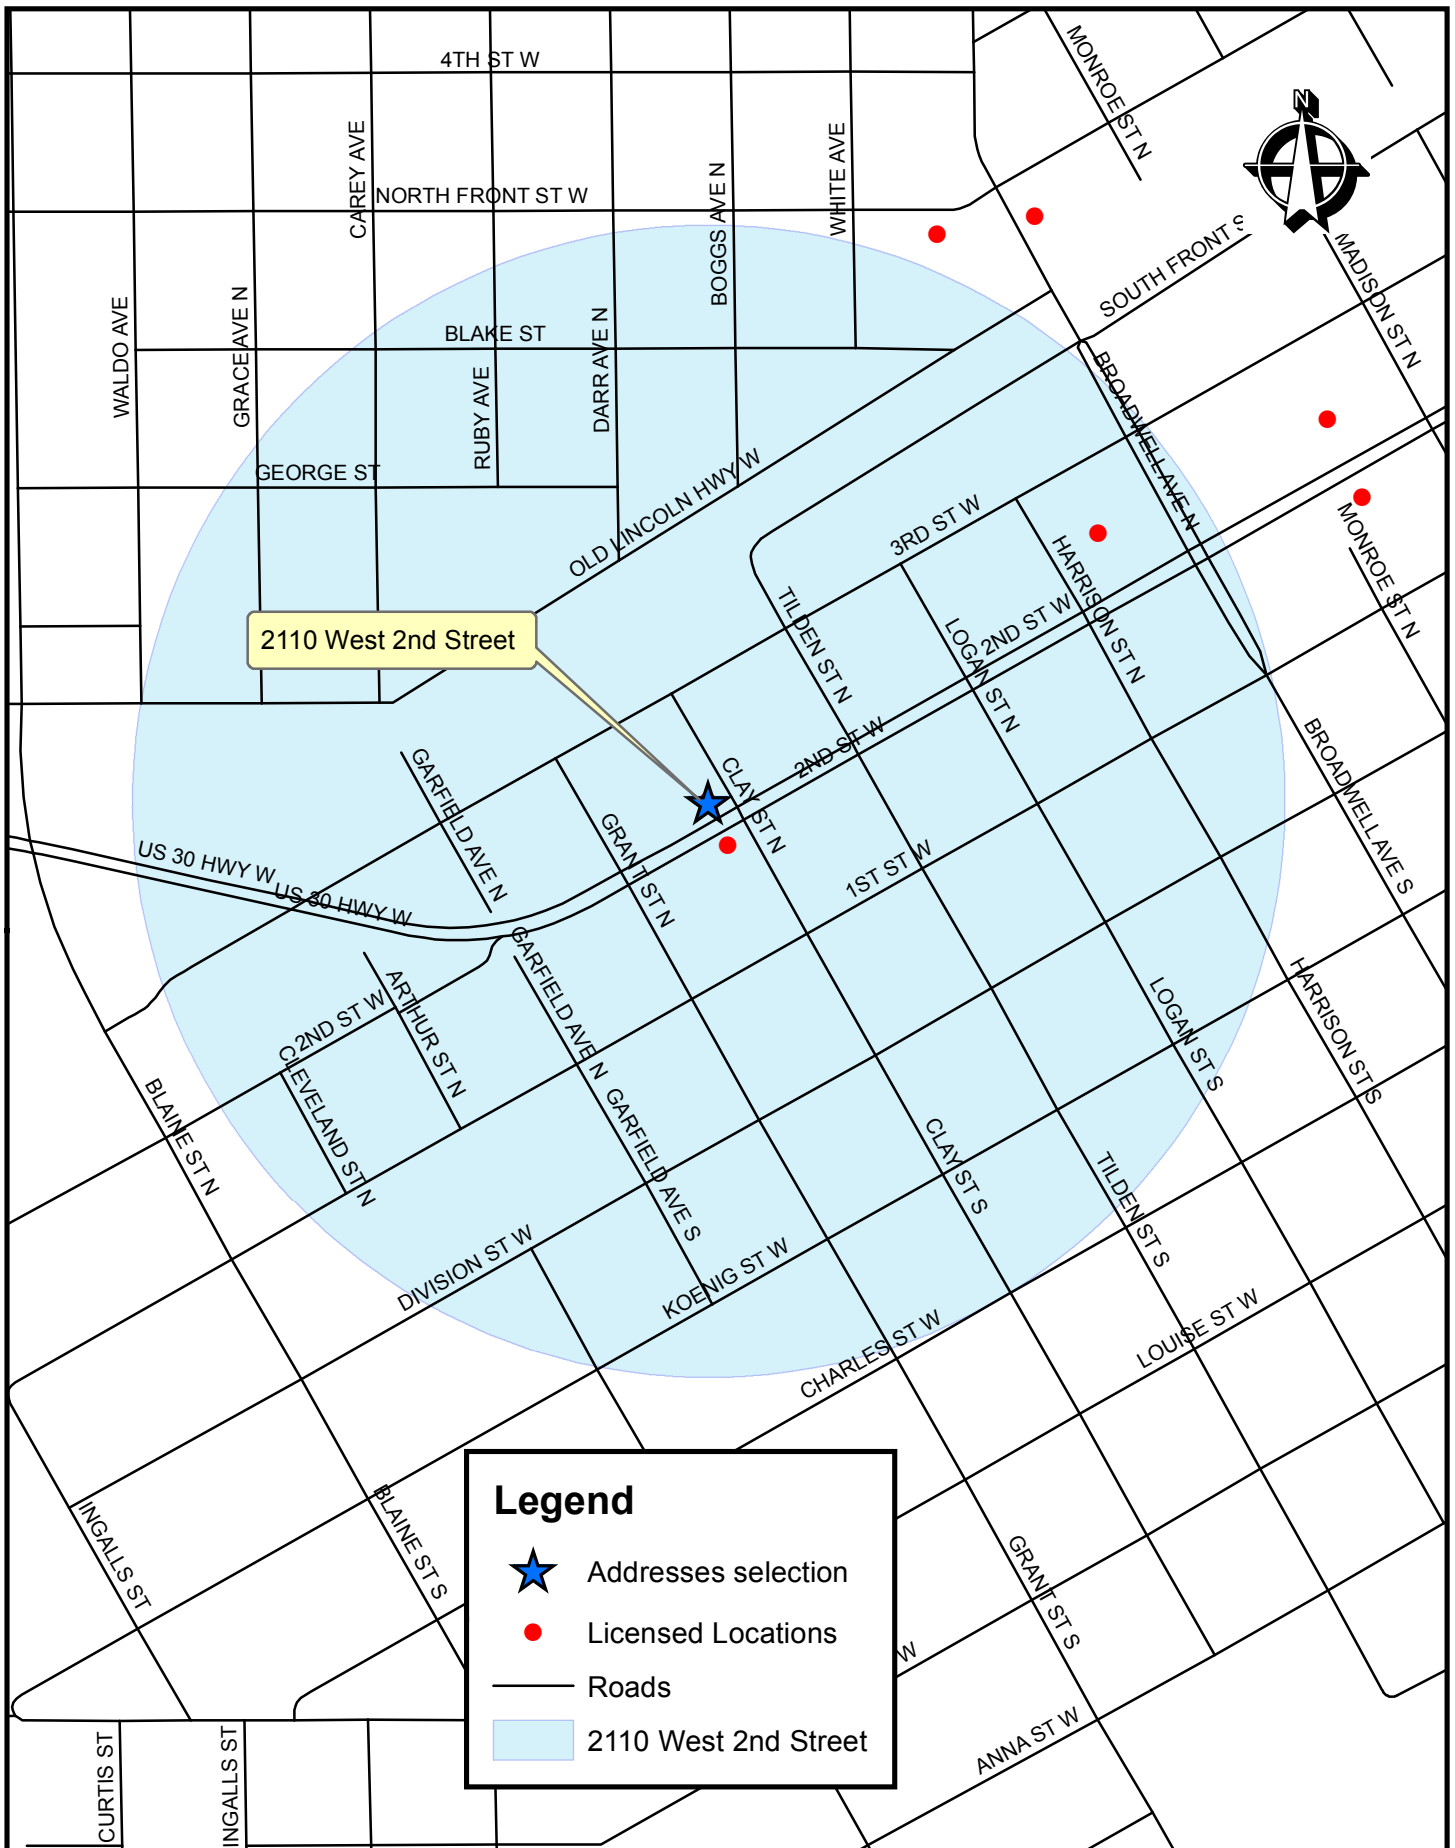 4TH ST W
MONROE ST N
N
CAREY AVE
WHITE AVE
NORTH FRONT ST W
BOGGS AVE N
SOUTH FRONT S
MADISON ST N
WALDO AVE
GRACE AVE N
BLAKE ST
DARR AVE N
RUBY AVE
BROADWELL AVE N
GEORGE ST
OLD LINCOLN HWY W
3RD ST W
MONROE ST N
HARRISON ST N
TILDEN ST N
LOGAN ST N
2ND ST W
2110 West 2nd Street
2ND ST W
CLAY ST N
GARFIELD AVE N
BROADWELL AVE S
GRANT ST N
1ST ST W
US 30 HWY W
US 30 HWY W
GARFIELD AVE N
ARTHUR ST N
2ND ST W
CLEVELAND ST N
HARRISON ST S
LOGAN ST S
BLAINE ST N
GARFIELD AVE S
CLAY ST S
TILDEN ST S
DIVISION ST W
KOENIG ST W
CHARLES ST W
LOUISE ST W
INGALLS ST
BLAINE ST S
GRANT ST S
Legend
Addresses selection
Licensed Locations
Roads
2110 West 2nd Street
W
ANNA ST W
CURTIS ST
INGALLS ST